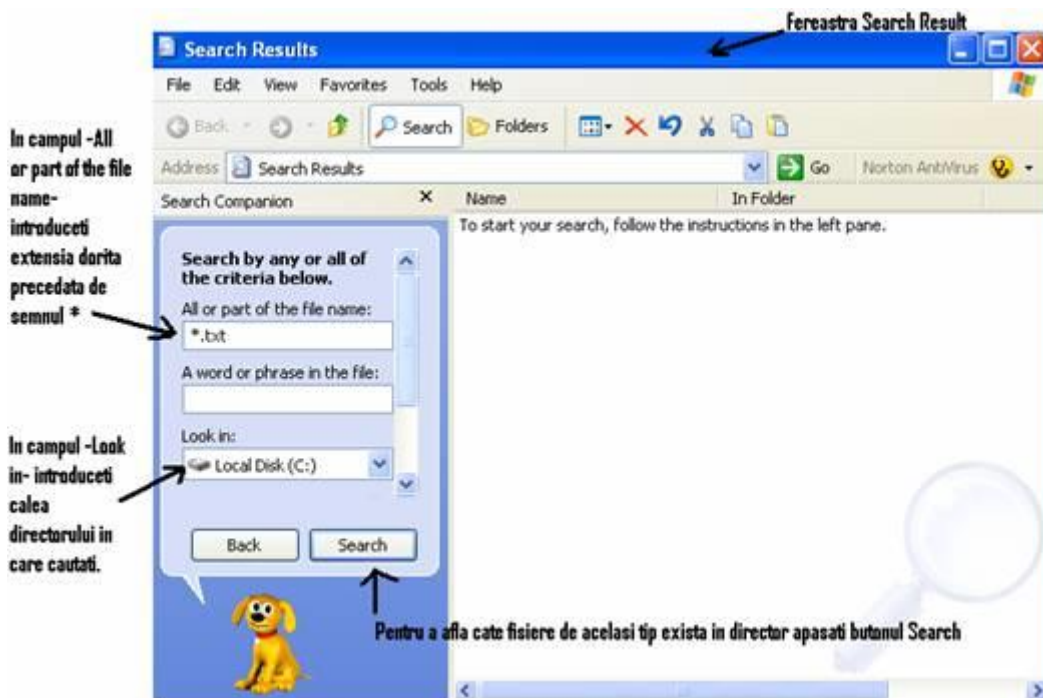 Fereastra Search Result
Search Results
File Edit View Favorites Tools Help
Back Search Folders
Address Search Results Go Norton AntiVirus
Search Companion Name In Folder
To start your search, follow the instructions in the left pane.
In campul -All
or part of the file
name-
introduceti
extensia dorita
precedata de
semnul *
Search by any or all of
the criteria below.
All or part of the file name:
*.txt
A word or phrase in the file:
Look in:
Local Disk (C:)
In campul -Look
in- introduceti
calea
directorului in
care cautati.
Back Search
Pentru a afla cate fisiere de acelasi tip exista in director apasati butonul Search